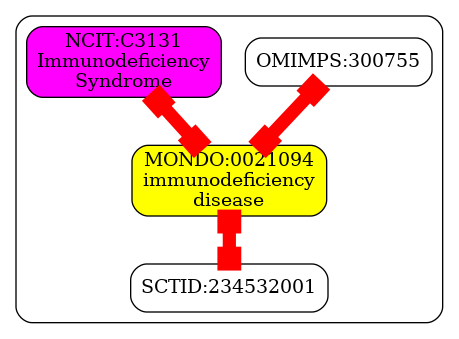 NCIT:C3131
Immunodeficiency
Syndrome
OMIMPS:300755
MONDO:0021094
immunodeficiency
disease
SCTID:234532001